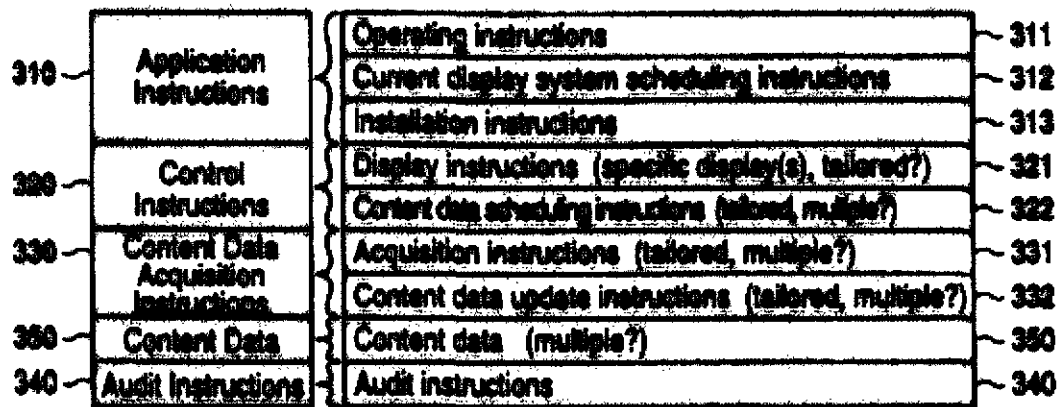 310 Application Instructions
Operating instructions 311
Current display system scheduling instructions 312
Installation instructions 313
320 Control Instructions
Display instructions (specific display(s), tailored?) 321
Content data scheduling instructions (tailored, multiple?) 322
330 Content Data Acquisition Instructions
Acquisition instructions (tailored, multiple?) 331
Content data update instructions (tailored, multiple?) 332
350 Content Data
Content data (multiple?) 350
340 Audit Instructions
Audit instructions 340